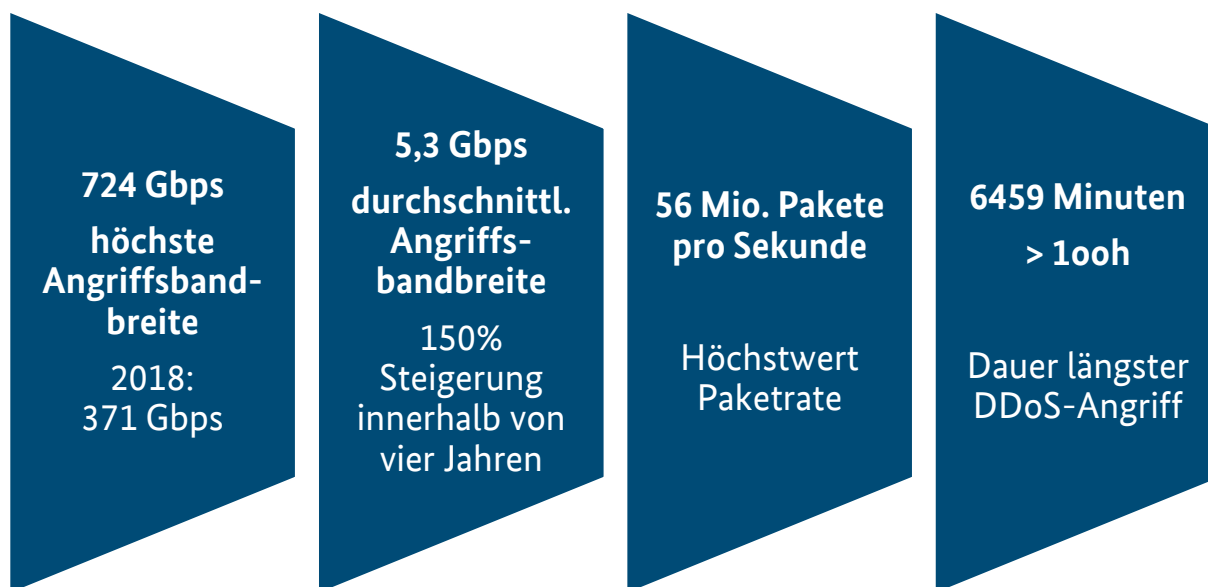 724 Gbps
höchste
Angriffsband-
breite
2018:
371 Gbps
5,3 Gbps
durchschnittl.
Angriffs-
bandbreite
150%
Steigerung
innerhalb von
vier Jahren
56 Mio. Pakete
pro Sekunde
Höchstwert
Paketrate
6459 Minuten
> 1ooh
Dauer längster
DDoS-Angriff